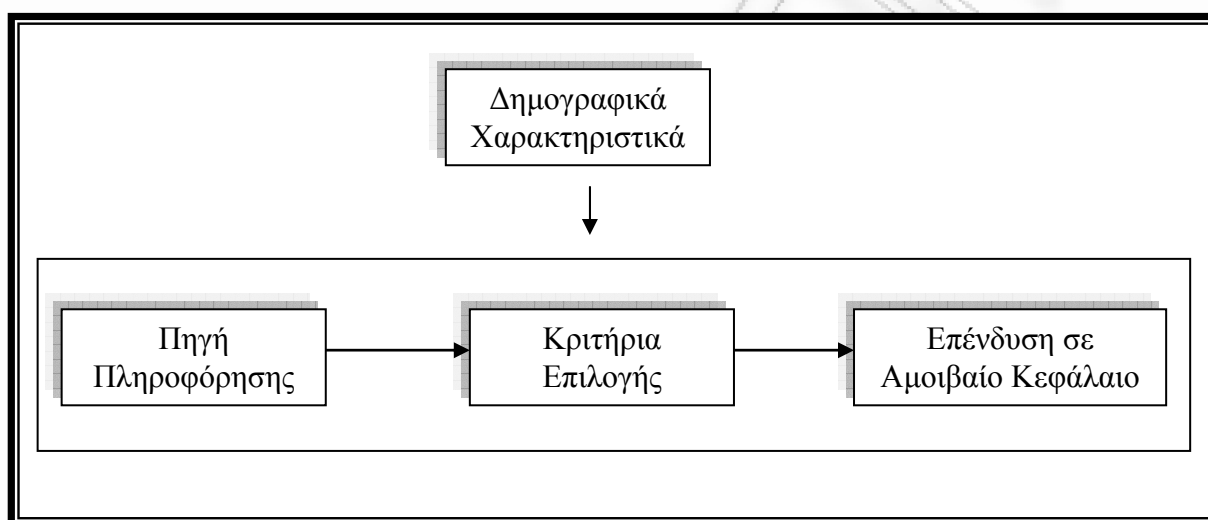 Δημογραφικά
Χαρακτηριστικά
Πηγή
Πληροφόρησης
Κριτήρια
Επιλογής
Επένδυση σε
Αμοιβαίο Κεφάλαιο